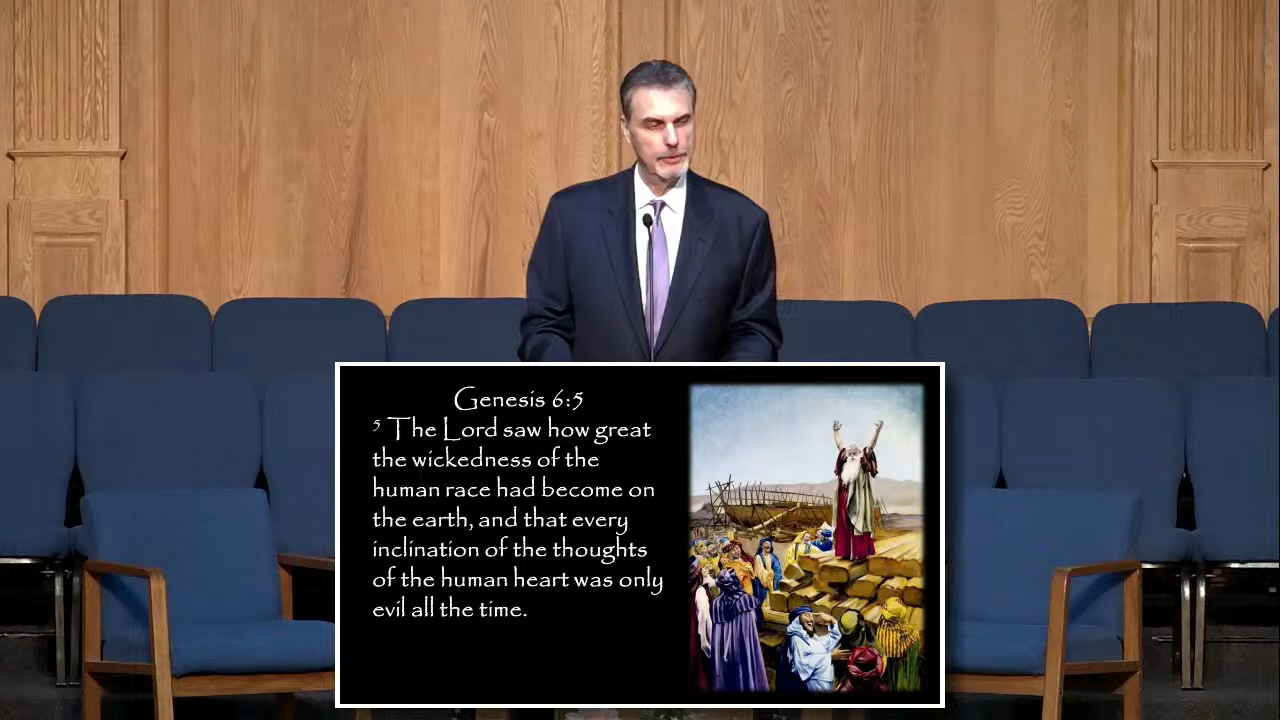 Genesis 6:5
5 The Lord saw how great
the wickedness of the
human race had become on
the earth, and that every
inclination of the thoughts
of the human heart was only
evil all the time.